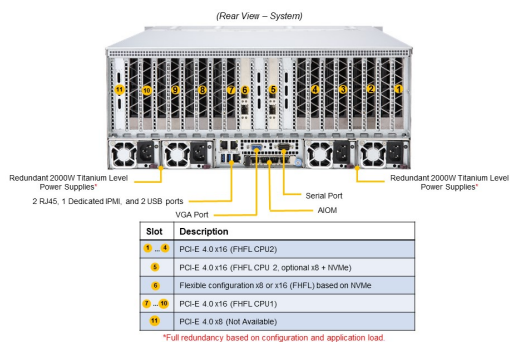 (Rear View – System)
11 10 9 8 7 6 5 4 3 2 1
Redundant 2000W Titanium Level
Power Supplies*
Redundant 2000W Titanium Level
Power Supplies*
2 RJ45, 1 Dedicated IPMI, and 2 USB ports
Serial Port
VGA Port
AIOM
Slot Description
1 ... 4 PCI-E 4.0 x16 (FHFL CPU2)
5 PCI-E 4.0 x16 (FHFL CPU 2, optional x8 + NVMe)
6 Flexible configuration x8 or x16 (FHFL) based on NVMe
7 ... 10 PCI-E 4.0 x16 (FHFL CPU1)
11 PCI-E 4.0 x8 (Not Available)
*Full redundancy based on configuration and application load.